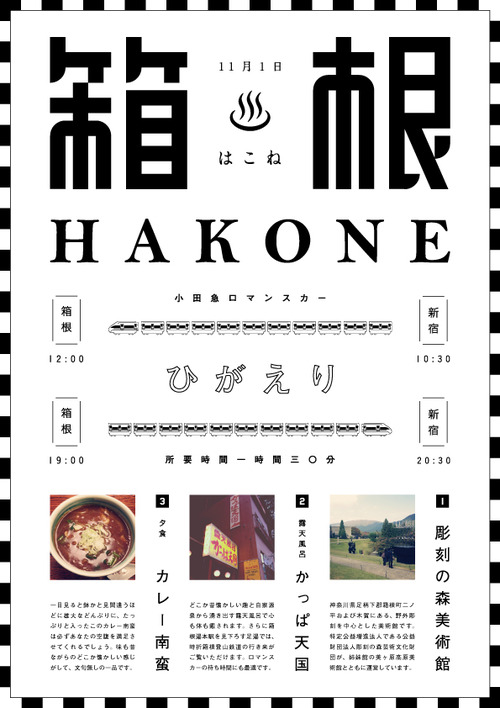 箱根
11月1日
はこね
HAKONE
小田急ロマンスカー
箱根
12:00
新宿
10:30
ひがえり
箱根
19:00
新宿
20:30
所要時間一時間三〇分
1
彫刻の森美術館
神奈川県足柄下郡箱根町二ノ
平および木賀にある、野外彫
刻を中心とした美術館です。
特定公益増進法人である公益
財団法人彫刻の森芸術文化財
団が、姉妹館の美ヶ原高原美
術館とともに運営しています。
2
露天風呂
かっぱ天国
どこか昔懐かしい趣と自家源
泉から湧き出す露天風呂で心
も体も癒されます。さらに箱
根湯本駅を見下ろす足湯では、
時折箱根登山鉄道の行き来が
ご覧いただけます。ロマンス
カーの待ち時間にも最適です。
3
夕食
カレー南蛮
一目見ると鉢かと見間違うほ
どに雄大などんぶりに、たっ
ぷりと入ったこのカレー南蛮
は必ずあなたの空腹を満足さ
せてくれるでしょう。味も昔
ながらのどこか懐かしい感じ
がして、文句無しの一品です。